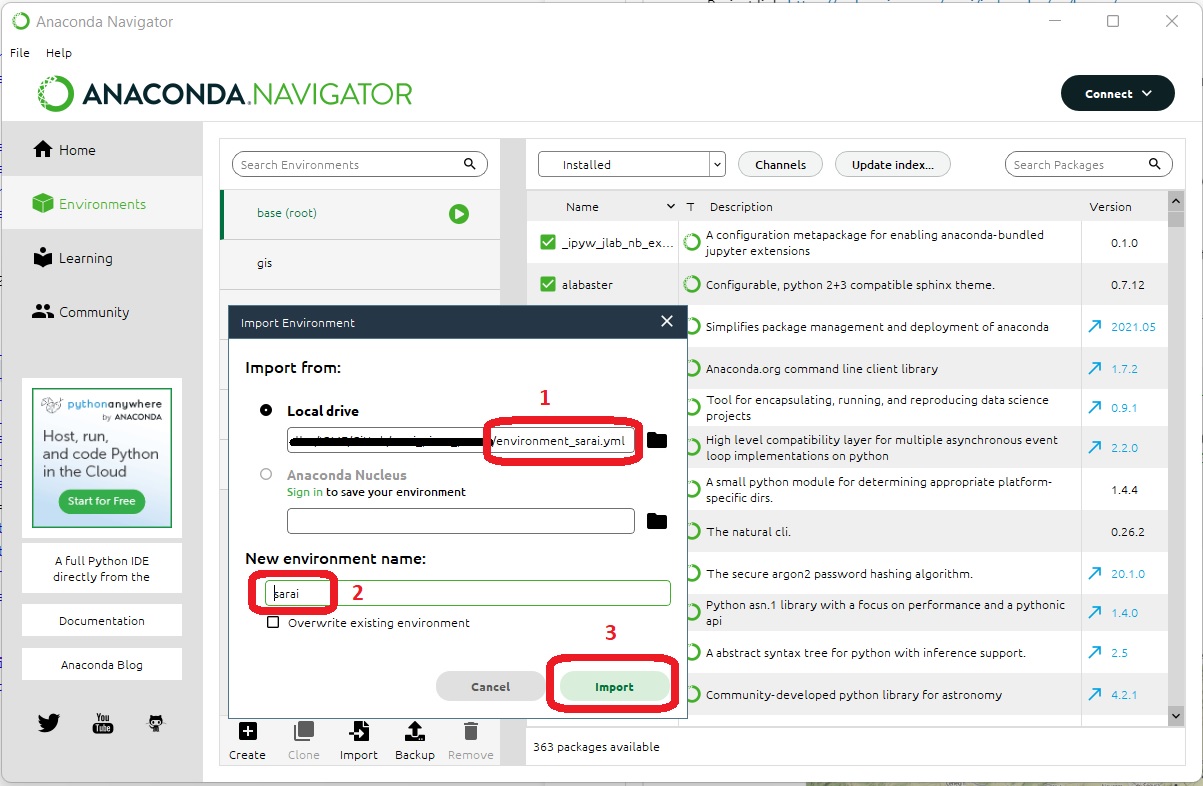 Anaconda Navigator
File Help
ANACONDA.NAVIGATOR
Connect
Home
Environments
Learning
Community
pythonanywhere
by ANACONDA
Host, run,
and code Python
in the Cloud
Start for Free
A full Python IDE
directly from the
Documentation
Anaconda Blog
You
Tube
Search Environments
base (root)
gis
Installed
Channels
Update index...
Search Packages
Name T Description Version
_ipyw_jlab_nb_ex... A configuration metapackage for enabling anaconda-bundled
jupyter extensions 0.1.0
alabaster Configurable, python 2+3 compatible sphinx theme. 0.7.12
Simplifies package management and deployment of anaconda 2021.05
Anaconda.org command line client library 1.7.2
Tool for encapsulating, running, and reproducing data science
projects 0.9.1
High level compatibility layer for multiple asynchronous event
loop implementations on python 2.2.0
A small python module for determining appropriate platform-
specific dirs. 1.4.4
The natural cli. 0.26.2
The secure argon2 password hashing algorithm. 20.1.0
Python asn.1 library with a focus on performance and a pythonic
api 1.4.0
A abstract syntax tree for python with inference support. 2.5
Community-developed python library for astronomy 4.2.1
363 packages available
Import Environment
Import from:
1
Local drive
/environment_sarai.yml
Anaconda Nucleus
Sign in to save your environment
New environment name:
sarai 2
Overwrite existing environment
3
Cancel
Import
Create
Clone
Import
Backup
Remove